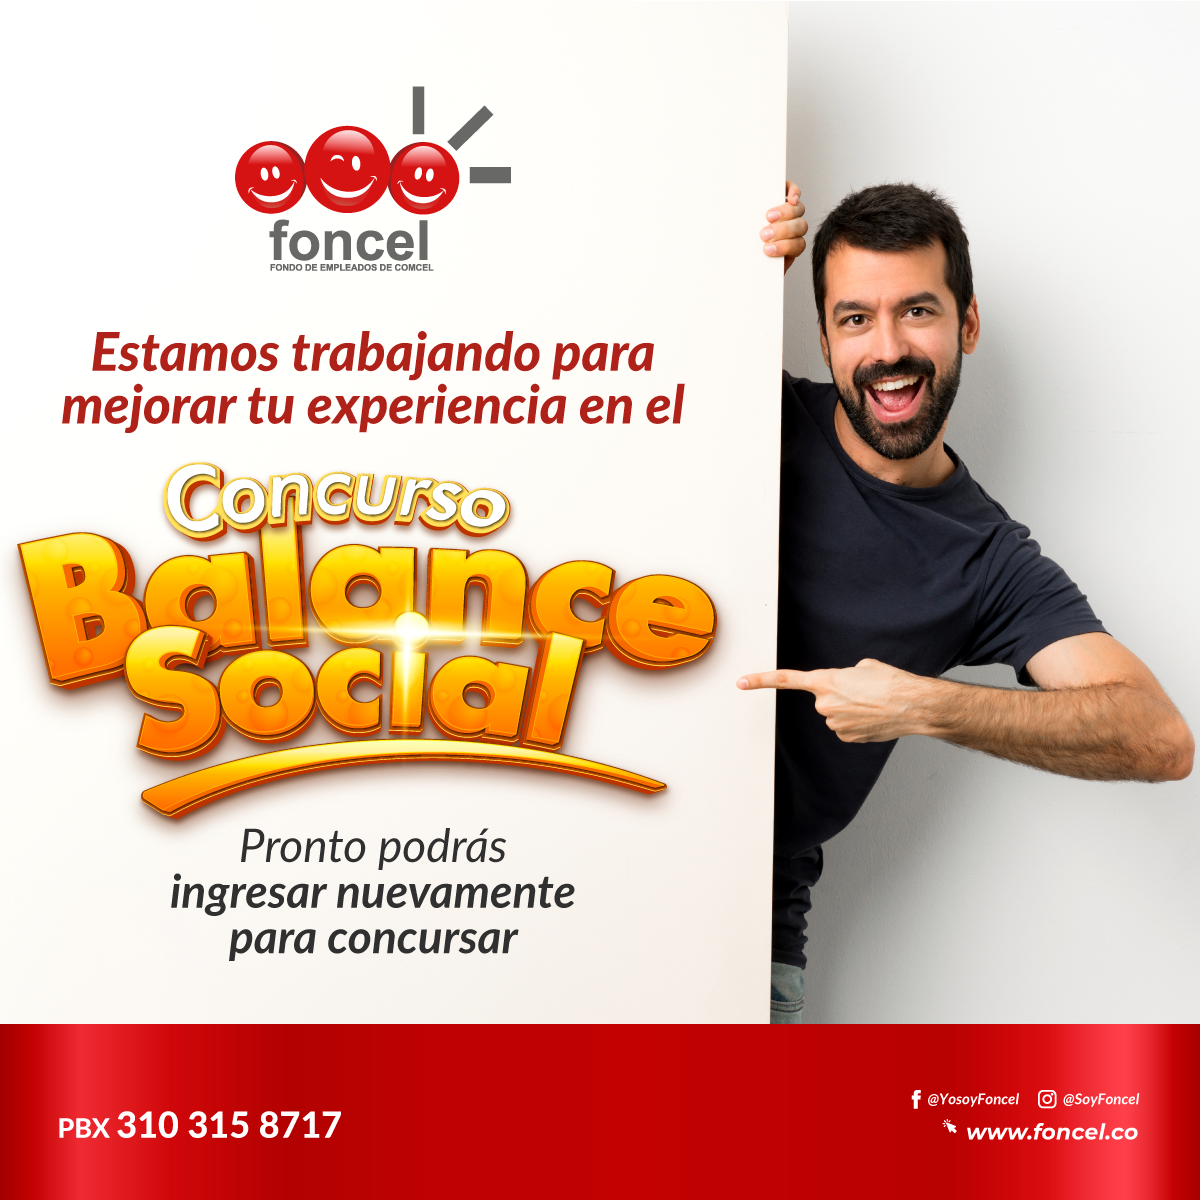 foncel
FONDO DE EMPLEADOS DE COMCEL
Estamos trabajando para
mejorar tu experiencia en el
Concurso
Balance
Social
Pronto podrás
ingresar nuevamente
para concursar
PBX 310 315 8717
@YosoyFoncel @SoyFoncel
www.foncel.co